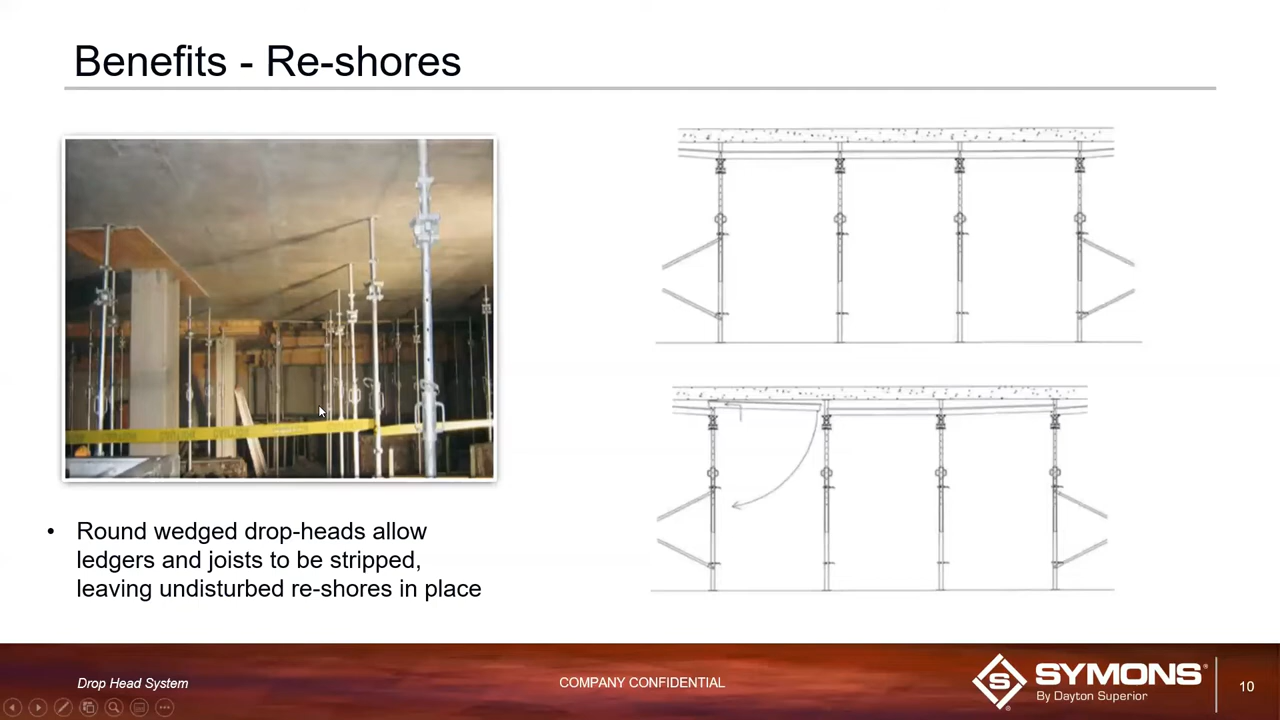 Benefits - Re-shores
• Round wedged drop-heads allow
ledgers and joists to be stripped,
leaving undisturbed re-shores in place
Drop Head System
COMPANY CONFIDENTIAL
SYMONS®
By Dayton Superior
10